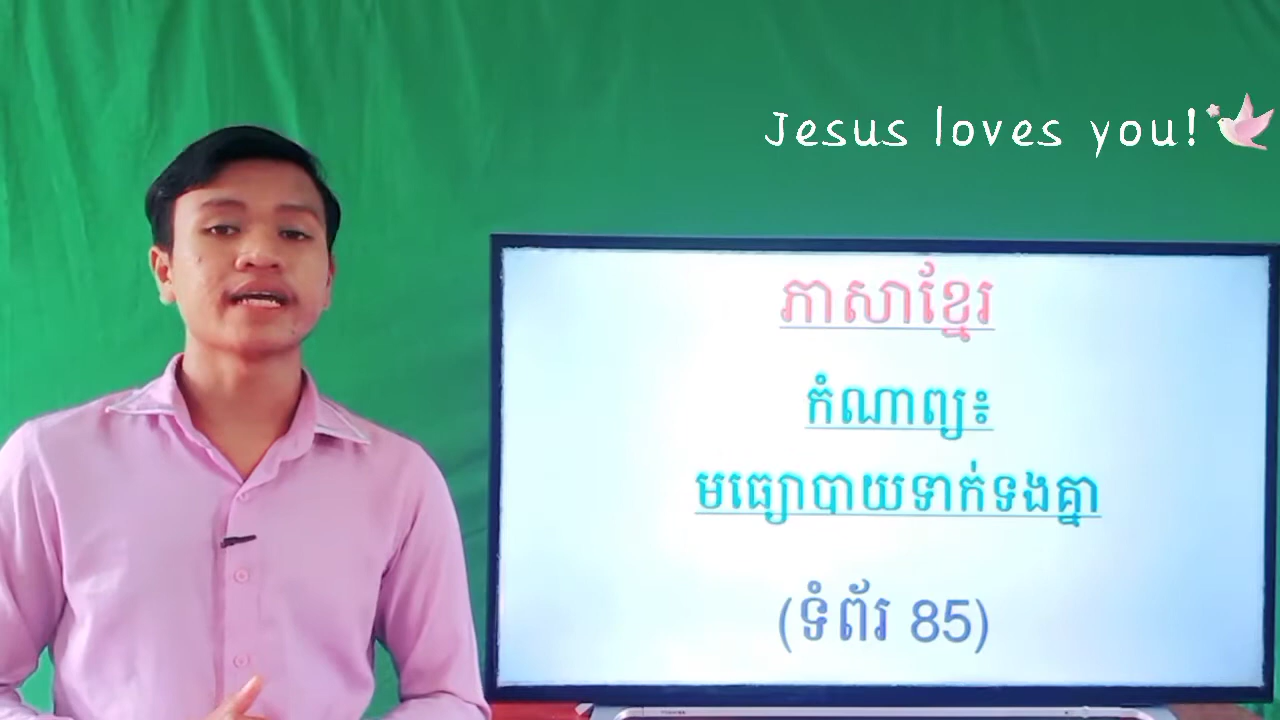 Jesus loves you!
ភាសាខ្មែរ
កំណាព្យ៖
មធ្យោបាយទាក់ទងគ្នា
(ទំព័រ 85)